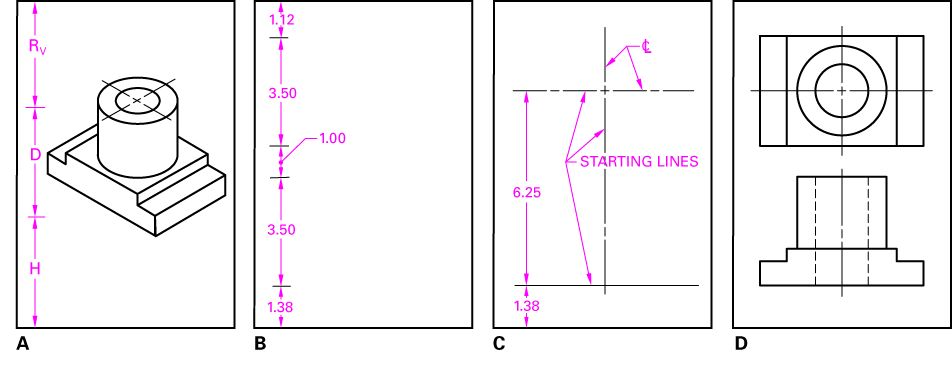 R_V
D
H
A
1.12
3.50
1.00
3.50
1.38
B
℄
STARTING LINES
6.25
1.38
C
D